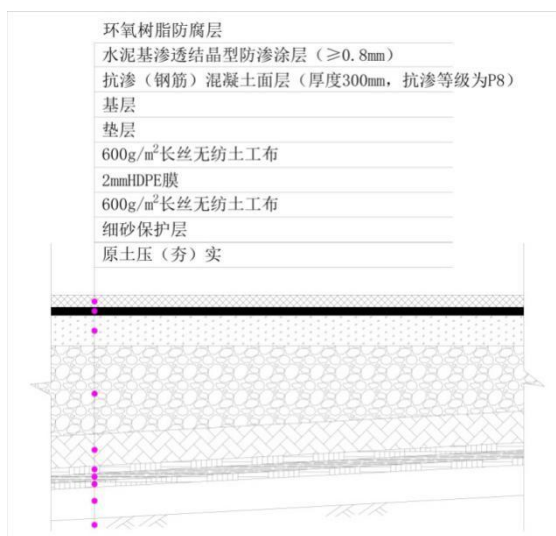 环氧树脂防腐层
水泥基渗透结晶型防渗涂层（≥0.8mm）
抗渗（钢筋）混凝土面层（厚度300mm，抗渗等级为P8）
基层
垫层
600g/m²长丝无纺土工布
2mmHDPE膜
600g/m²长丝无纺土工布
细砂保护层
原土压（夯）实